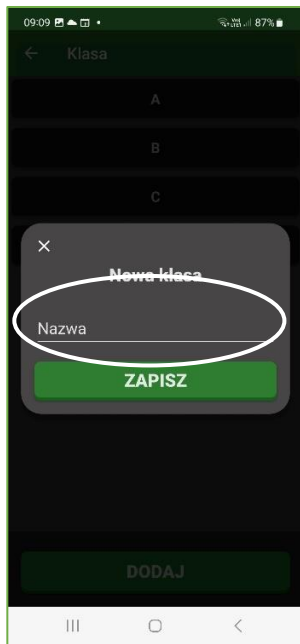 09:09 87%
Klasa
A
B
C
Nowa klasa
Nazwa
ZAPISZ
DODAJ